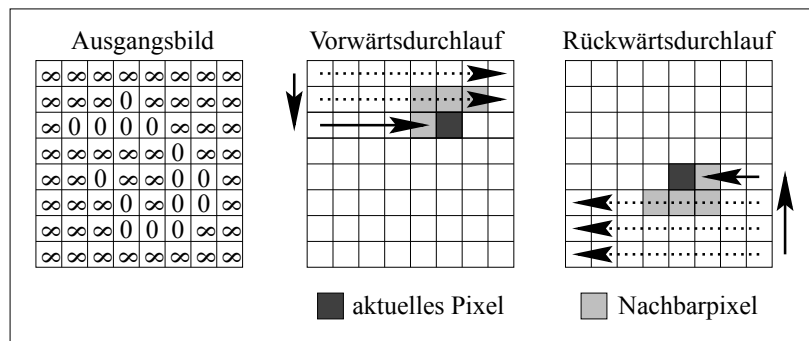 Ausgangsbild
∞ ∞ ∞ ∞ ∞ ∞ ∞ ∞
∞ ∞ ∞ 0 ∞ ∞ ∞ ∞
∞ 0 0 0 0 ∞ ∞ ∞
∞ ∞ ∞ ∞ ∞ 0 ∞ ∞
∞ ∞ 0 ∞ ∞ 0 0 ∞
∞ ∞ ∞ 0 ∞ 0 0 ∞
∞ ∞ ∞ 0 0 0 ∞ ∞
∞ ∞ ∞ ∞ ∞ ∞ ∞ ∞
Vorwärtsdurchlauf
Rückwärtsdurchlauf
aktuelles Pixel
Nachbarpixel